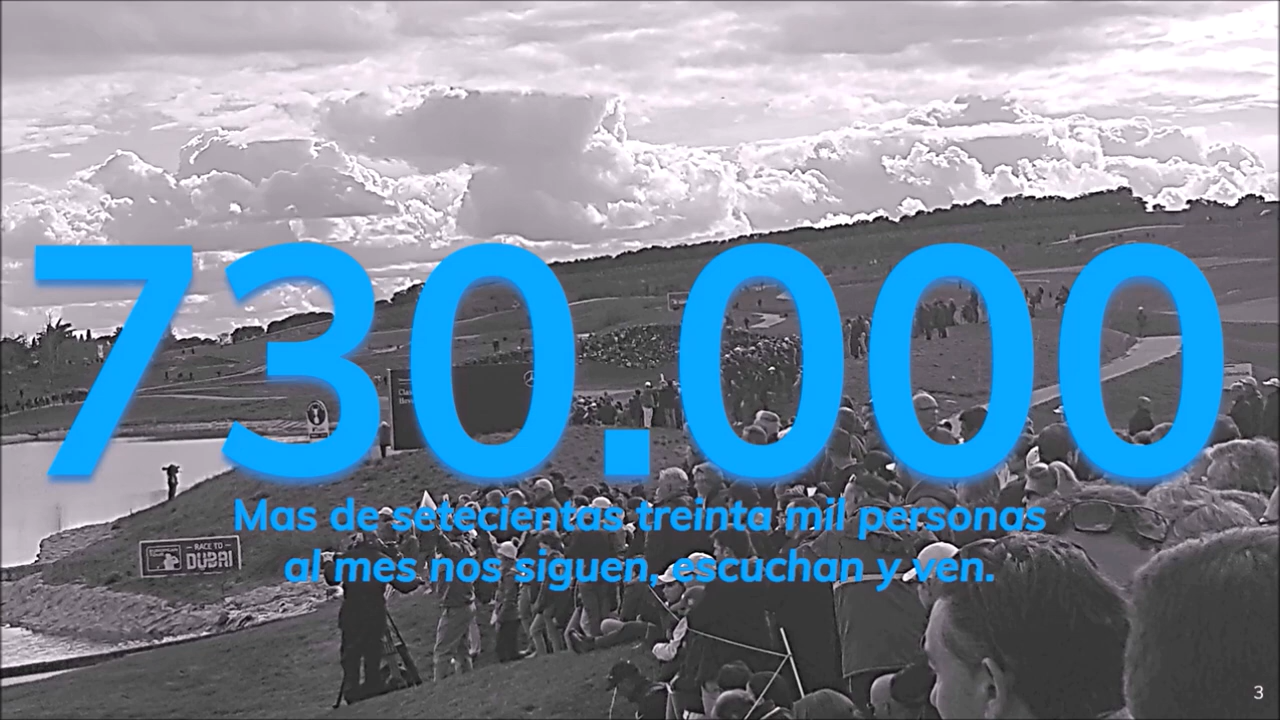 730.000
Mas de setecientas treinta mil personas
al mes nos siguen, escuchan y ven.
RACE TO
DUBAI
3